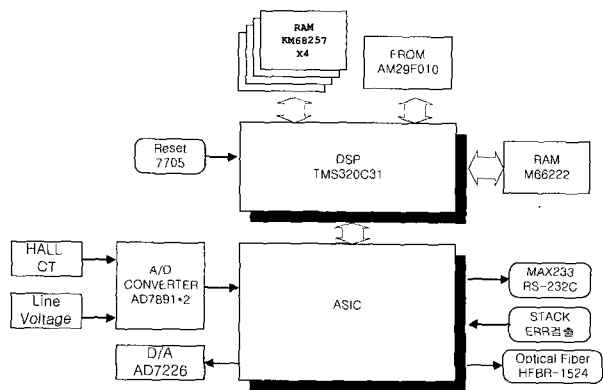 RAM
KM68257
x4
FROM
AM29F010
Reset
7705
DSP
TMS320C31
RAM
M66222
HALL
CT
A/D
CONVERTER
AD7891*2
Line
Voltage
D/A
AD7226
ASIC
MAX233
RS-232C
STACK
ERR검출
Optical Fiber
HFBR-1524